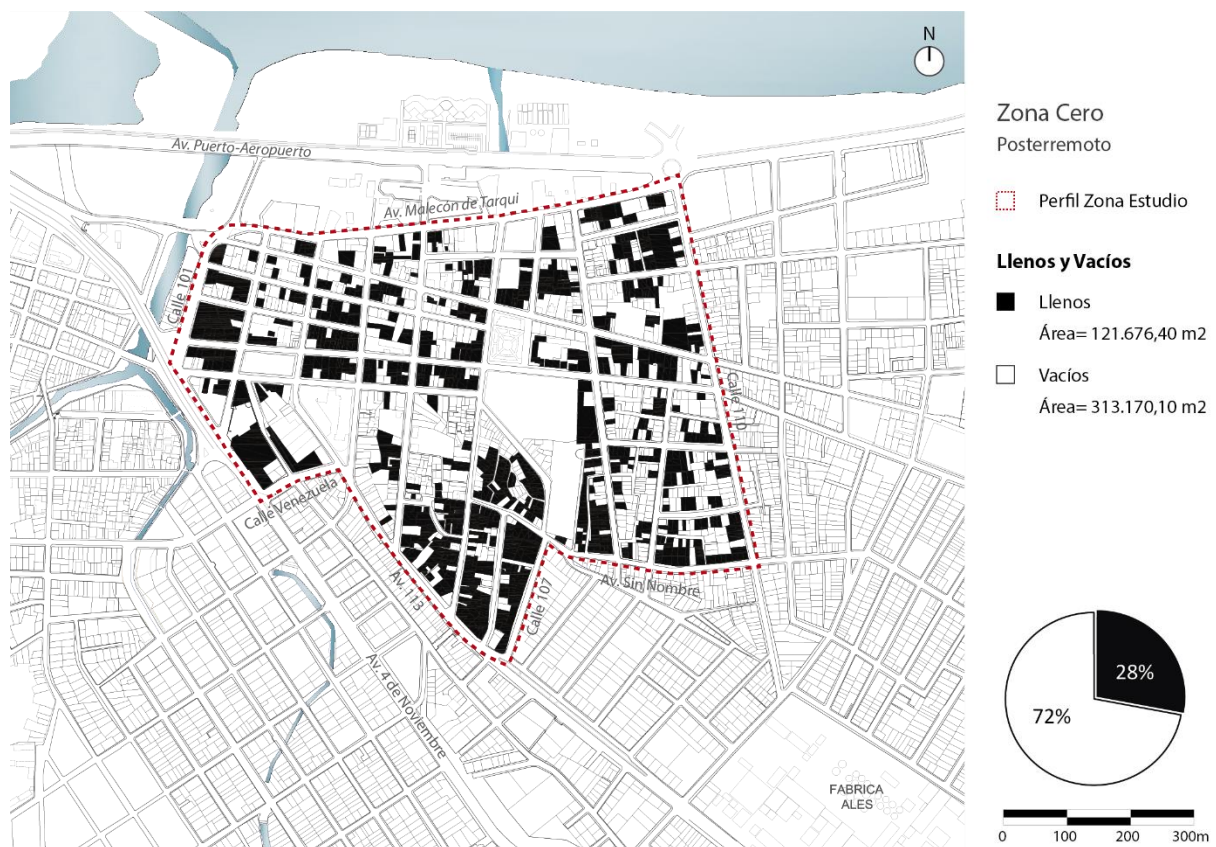 N
Av. Puerto-Aeropuerto
Av. Malecón de Tarqui
Calle 101
Calle 110
Calle Venezuela
Av. 113
Calle 107
Av. Sin Nombre
Av. 4 de Noviembre
FABRICA
ALES
Zona Cero
Posterremoto
Perfil Zona Estudio
Llenos y Vacíos
Llenos
Área= 121.676,40 m2
Vacíos
Área= 313.170,10 m2
28%
72%
0 100 200 300m